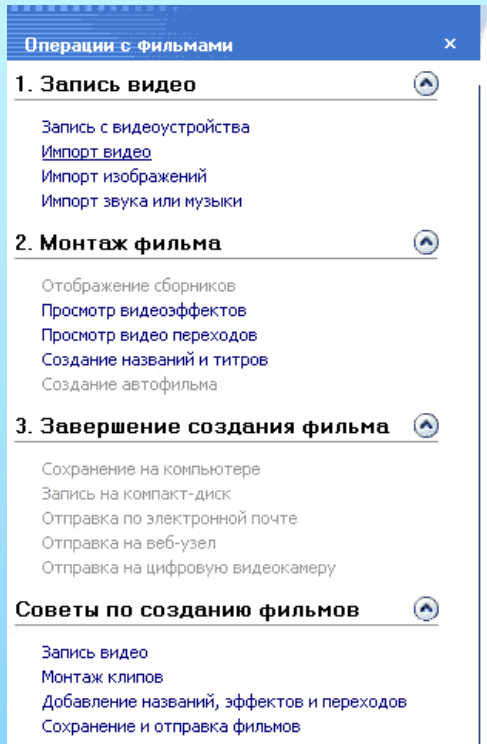 Операции с фильмами
1. Запись видео
Запись с видеоустройства
Импорт видео
Импорт изображений
Импорт звука или музыки
2. Монтаж фильма
Отображение сборников
Просмотр видеоэффектов
Просмотр видео переходов
Создание названий и титров
Создание автофильма
3. Завершение создания фильма
Сохранение на компьютере
Запись на компакт-диск
Отправка по электронной почте
Отправка на веб-узел
Отправка на цифровую видеокамеру
Советы по созданию фильмов
Запись видео
Монтаж клипов
Добавление названий, эффектов и переходов
Сохранение и отправка фильмов